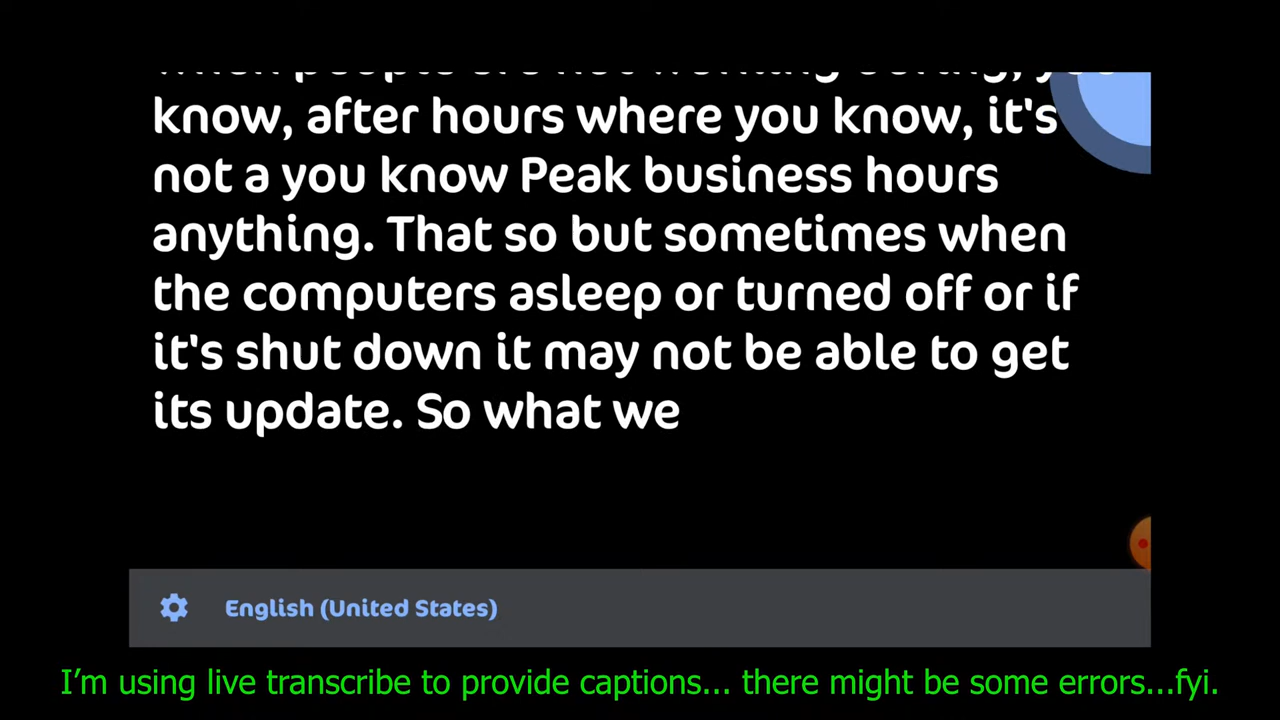 know, after hours where you know, it's
not a you know Peak business hours
anything. That so but sometimes when
the computers asleep or turned off or if
it's shut down it may not be able to get
its update. So what we
English (United States)
I'm using live transcribe to provide captions... there might be some errors...fyi.